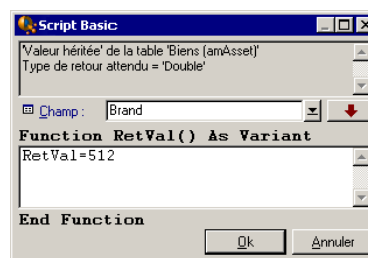 Script Basic:
'Valeur héritée' de la table 'Biens (amAsset)'
Type de retour attendu = 'Double'
Champ : Brand
Function RetVal() As Variant
RetVal=512
End Function
Ok Annuler